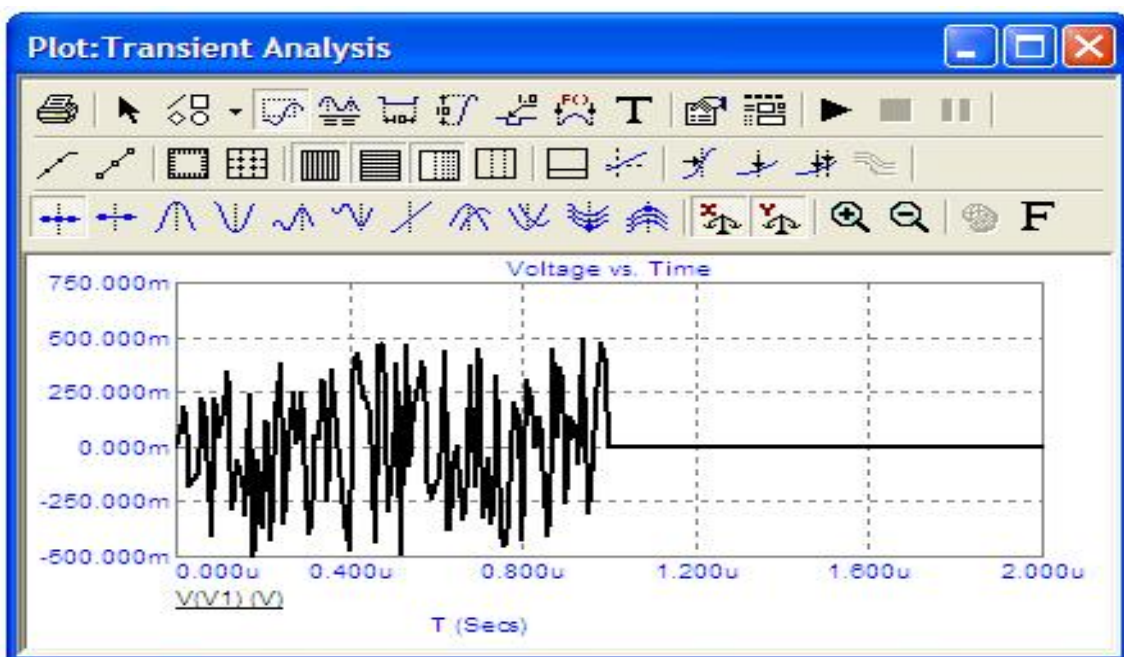 Plot:Transient Analysis
T
F
Voltage vs. Time
750.000m
500.000m
250.000m
0.000m
-250.000m
-500.000m
0.000u 0.400u 0.800u 1.200u 1.600u 2.000u
V(V1) (V)
T (Secs)